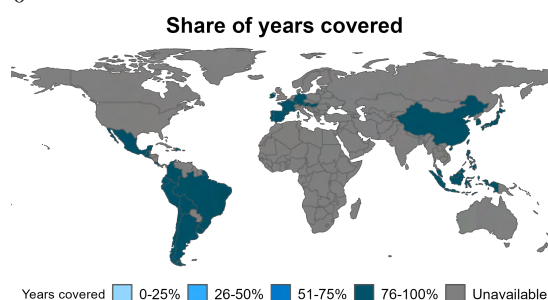 Share of years covered
Years covered 0-25% 26-50% 51-75% 76-100% Unavailable